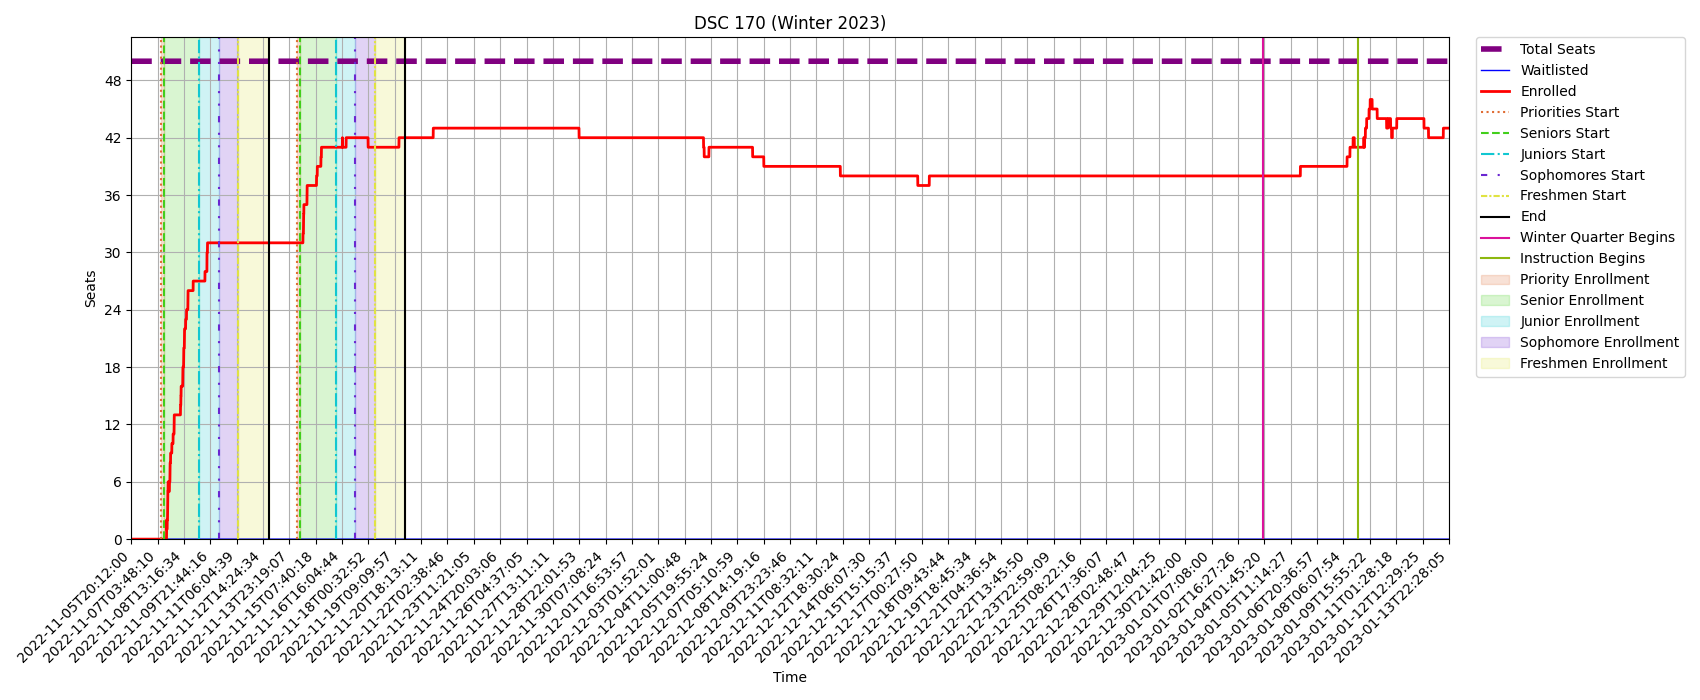 DSC 170 (Winter 2023)
Seats
48
42
36
30
24
18
12
6
0
2022-11-05T20:12:00
2022-11-07T03:48:10
2022-11-08T13:16:34
2022-11-09T21:44:16
2022-11-11T06:04:39
2022-11-12T14:24:34
2022-11-13T23:19:07
2022-11-15T07:40:18
2022-11-16T16:04:44
2022-11-18T00:32:52
2022-11-19T09:09:57
2022-11-20T18:13:11
2022-11-22T02:38:46
2022-11-23T11:21:05
2022-11-24T20:03:06
2022-11-26T04:37:05
2022-11-27T13:11:11
2022-11-28T22:01:53
2022-11-30T07:08:24
2022-12-01T16:53:57
2022-12-03T01:52:01
2022-12-04T11:00:48
2022-12-05T19:55:24
2022-12-07T05:10:59
2022-12-08T14:19:16
2022-12-09T23:23:46
2022-12-11T08:32:11
2022-12-12T18:30:24
2022-12-14T06:07:30
2022-12-15T15:15:37
2022-12-17T00:27:50
2022-12-18T09:43:44
2022-12-19T18:45:34
2022-12-21T04:36:54
2022-12-22T13:45:50
2022-12-23T22:59:09
2022-12-25T08:22:16
2022-12-26T17:36:07
2022-12-28T02:48:47
2022-12-29T12:04:25
2022-12-30T21:42:00
2023-01-01T07:08:00
2023-01-02T16:27:26
2023-01-04T01:45:20
2023-01-05T11:14:27
2023-01-06T20:36:57
2023-01-08T06:07:54
2023-01-09T15:55:22
2023-01-11T01:28:18
2023-01-12T12:29:25
2023-01-13T22:28:05
Time
Total Seats
Waitlisted
Enrolled
Priorities Start
Seniors Start
Juniors Start
Sophomores Start
Freshmen Start
End
Winter Quarter Begins
Instruction Begins
Priority Enrollment
Senior Enrollment
Junior Enrollment
Sophomore Enrollment
Freshmen Enrollment